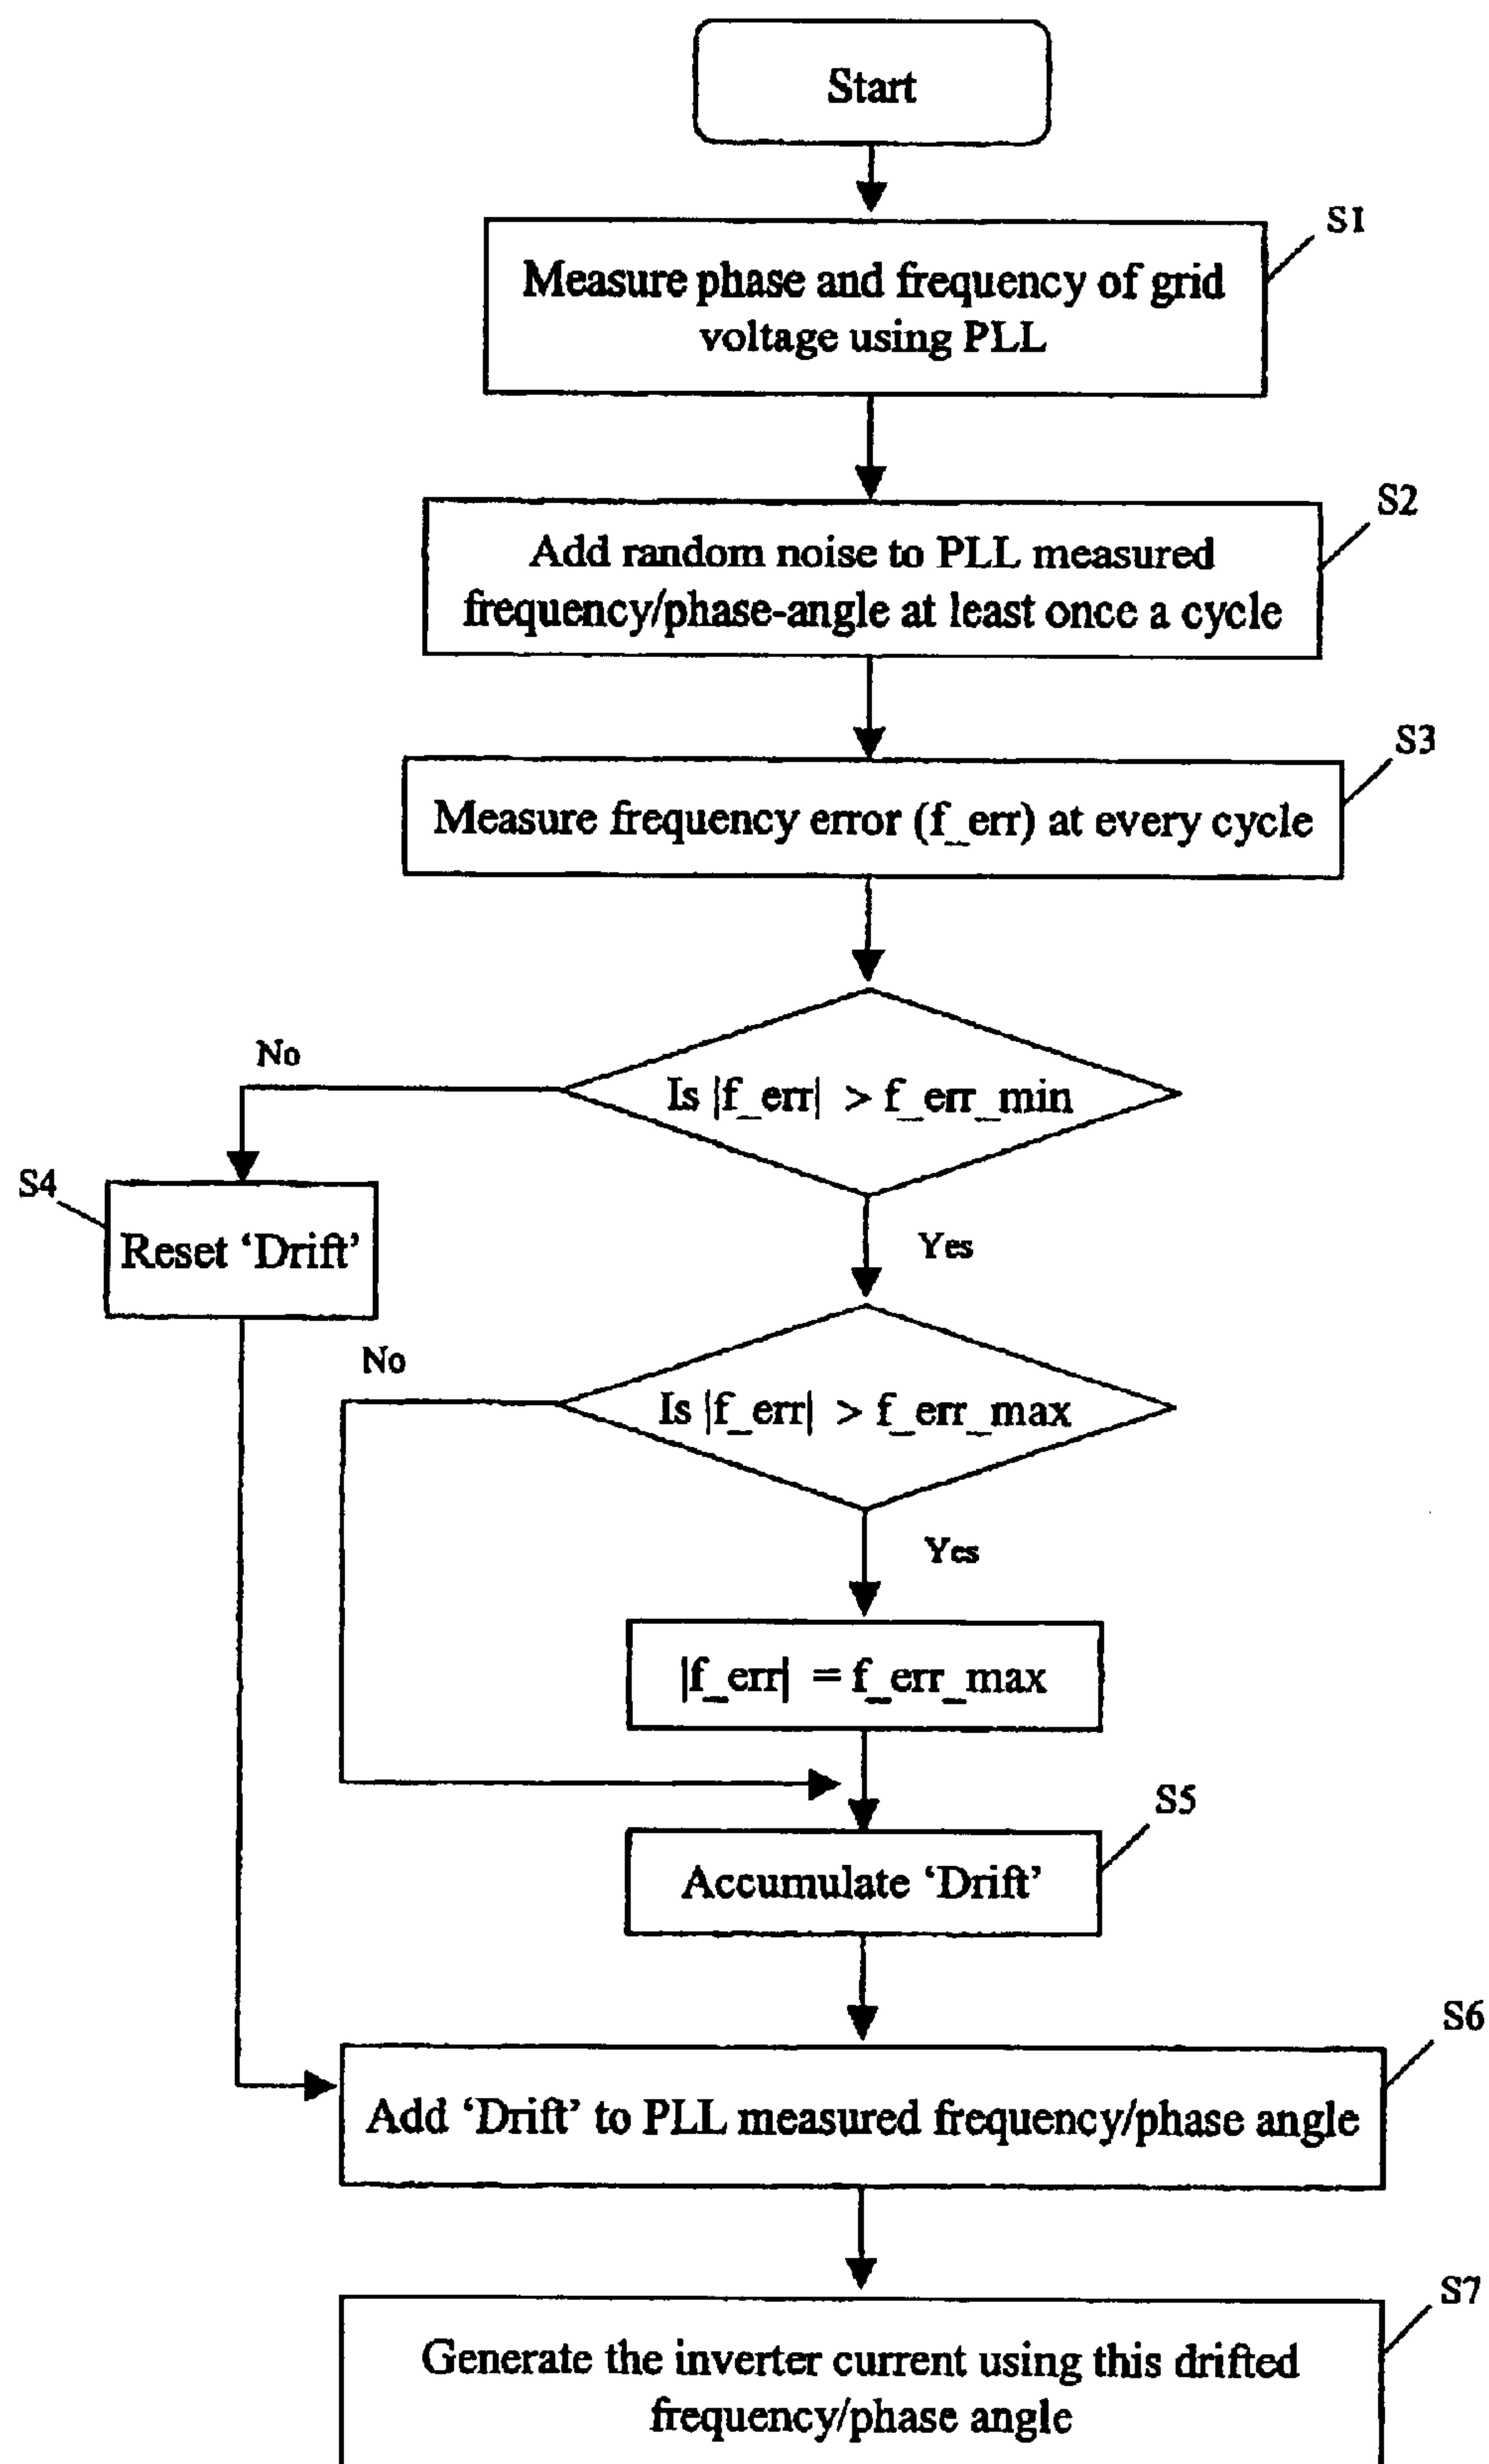 Start
S1
Measure phase and frequency of grid
voltage using PLL
S2
Add random noise to PLL measured
frequency/phase-angle at least once a cycle
S3
Measure frequency error (f_err) at every cycle
No
Is |f_err| > f_err_min
S4
Reset ‘Drift’
Yes
No
Is |f_err| > f_err_max
Yes
|f_err| = f_err_max
S5
Accumulate ‘Drift’
S6
Add ‘Drift’ to PLL measured frequency/phase angle
S7
Generate the inverter current using this drifted
frequency/phase angle